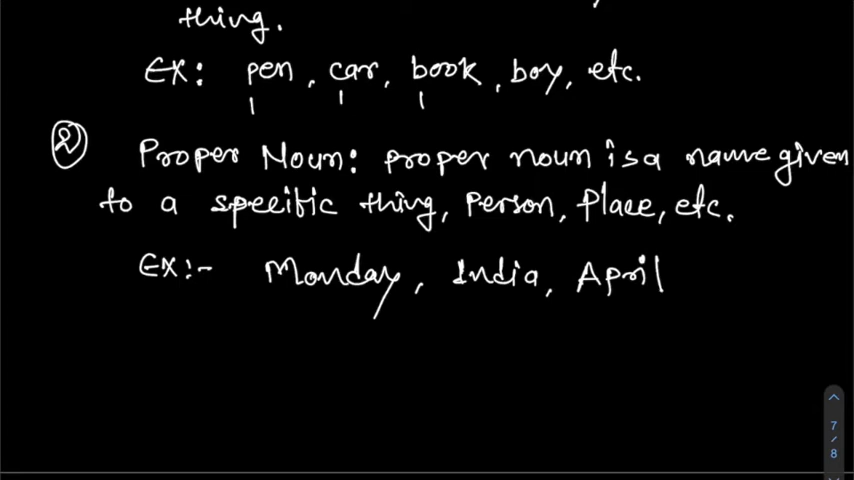 thing.
EX: pen, car, book, boy, etc.
2 Proper Noun: proper noun is a name given
to a specific thing, Person, Place, etc.
EX:- Monday, India, April
7
/
8